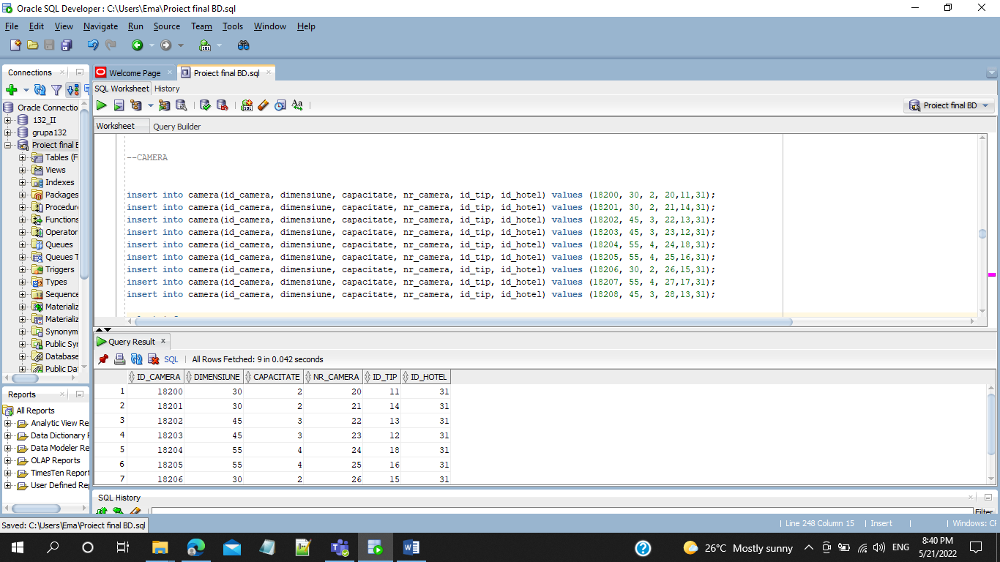 Oracle SQL Developer : C:\Users\Ema\Proiect final BD.sql
File Edit View Navigate Run Source Team Tools Window Help
Connections
Welcome Page
Proiect final BD.sql
SQL Worksheet History
Aa
Proiect final BD
Worksheet Query Builder
Oracle Connectio
132_II
grupa132
Proiect final B
Tables (F
Views
Indexes
Packages
Procedur
Functions
Operator
Queues
Queues T
Triggers
Types
Sequence
Materializ
Materializ
Synonym
Public Syr
Database
Public Da
--CAMERA
insert into camera(id_camera, dimensiune, capacitate, nr_camera, id_tip, id_hotel) values (18200, 30, 2, 20,11,31);
insert into camera(id_camera, dimensiune, capacitate, nr_camera, id_tip, id_hotel) values (18201, 30, 2, 21,14,31);
insert into camera(id_camera, dimensiune, capacitate, nr_camera, id_tip, id_hotel) values (18202, 45, 3, 22,13,31);
insert into camera(id_camera, dimensiune, capacitate, nr_camera, id_tip, id_hotel) values (18203, 45, 3, 23,12,31);
insert into camera(id_camera, dimensiune, capacitate, nr_camera, id_tip, id_hotel) values (18204, 55, 4, 24,18,31);
insert into camera(id_camera, dimensiune, capacitate, nr_camera, id_tip, id_hotel) values (18205, 55, 4, 25,16,31);
insert into camera(id_camera, dimensiune, capacitate, nr_camera, id_tip, id_hotel) values (18206, 30, 2, 26,15,31);
insert into camera(id_camera, dimensiune, capacitate, nr_camera, id_tip, id_hotel) values (18207, 55, 4, 27,17,31);
insert into camera(id_camera, dimensiune, capacitate, nr_camera, id_tip, id_hotel) values (18208, 45, 3, 28,13,31);
Query Result
SQL All Rows Fetched: 9 in 0.042 seconds
ID_CAMERA DIMENSIUNE CAPACITATE NR_CAMERA ID_TIP ID_HOTEL
1 18200 30 2 20 11 31
2 18201 30 2 21 14 31
3 18202 45 3 22 13 31
4 18203 45 3 23 12 31
5 18204 55 4 24 18 31
6 18205 55 4 25 16 31
7 18206 30 2 26 15 31
Reports
All Reports
Analytic View Re
Data Dictionary R
Data Modeler Re
OLAP Reports
TimesTen Report
User Defined Rep
SQL History
Filter
Saved: C:\Users\Ema\Proiect final BD.sql
Line 248 Column 15 Insert Windows: CF
26°C Mostly sunny
ENG
8:40 PM
5/21/2022